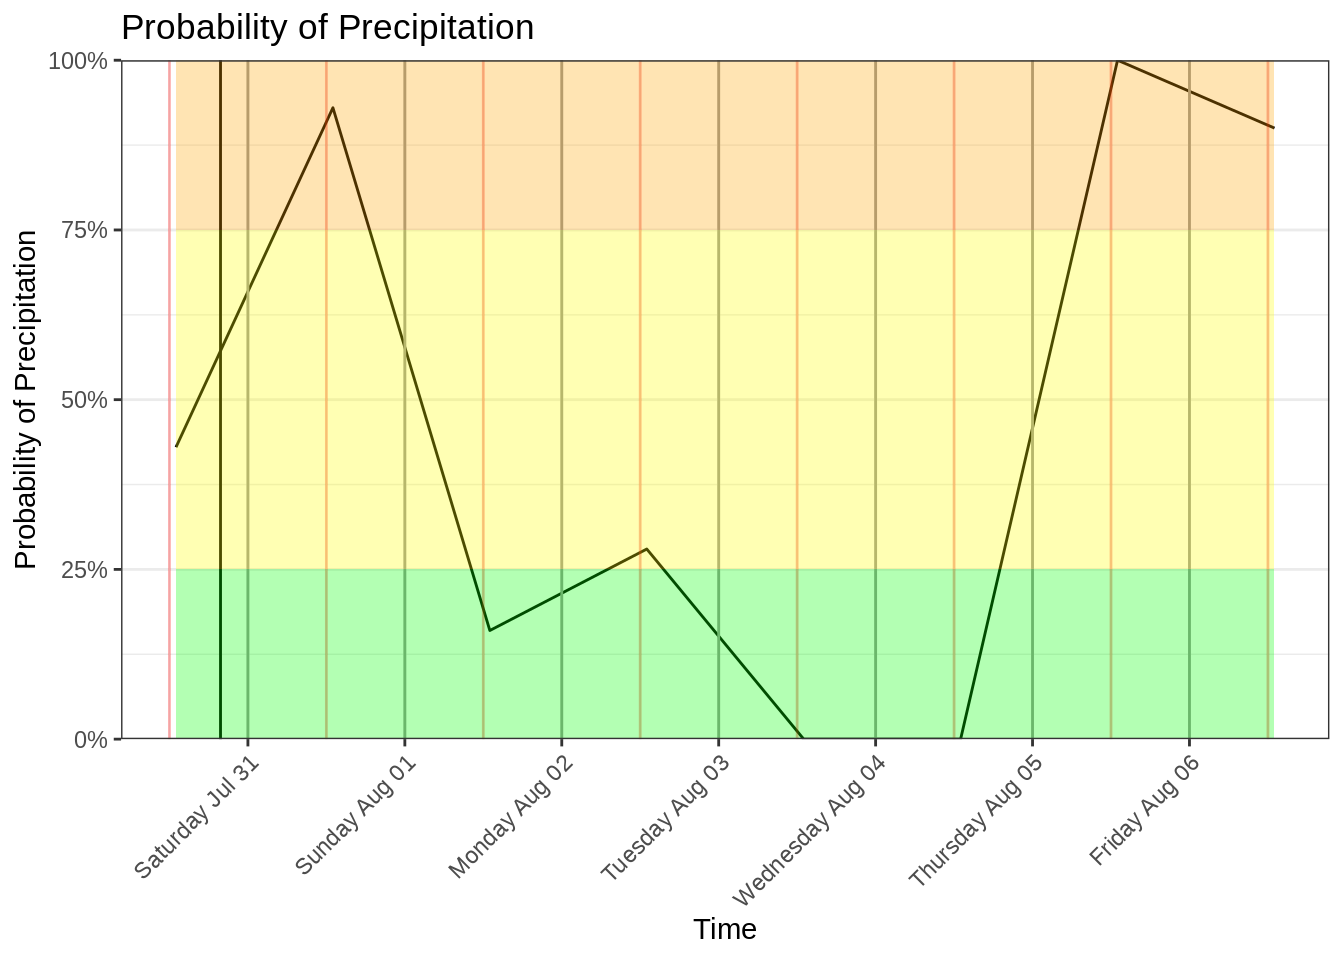 Probability of Precipitation
Probability of Precipitation
100%
75%
50%
25%
0%
Saturday Jul 31
Sunday Aug 01
Monday Aug 02
Tuesday Aug 03
Wednesday Aug 04
Thursday Aug 05
Friday Aug 06
Time